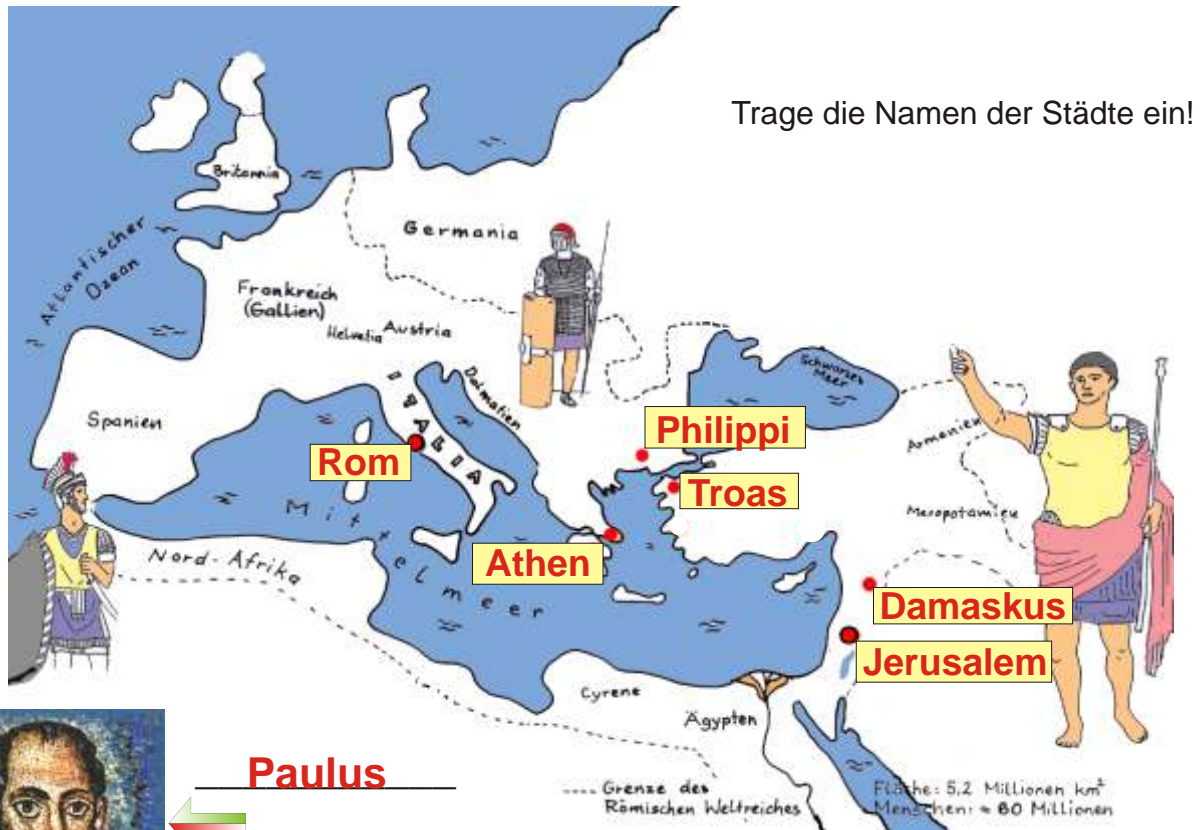 Trage die Namen der Städte ein!
Britannia
Germania
Atlantischer
Ozean
Frankreich
(Gallien)
Helvetia
Austria
Schwarzes
Meer
Dalmatien
ITALIA
Spanien
Philippi
Armenien
Rom
Troas
Mesopotamien
Mittelmeer
Athen
Nord-Afrika
Damaskus
Jerusalem
Cyrene
Ägypten
Paulus
Grenze des
Römischen Weltreiches
Fläche: 5,2 Millionen km²
Menschen: ≈ 60 Millionen